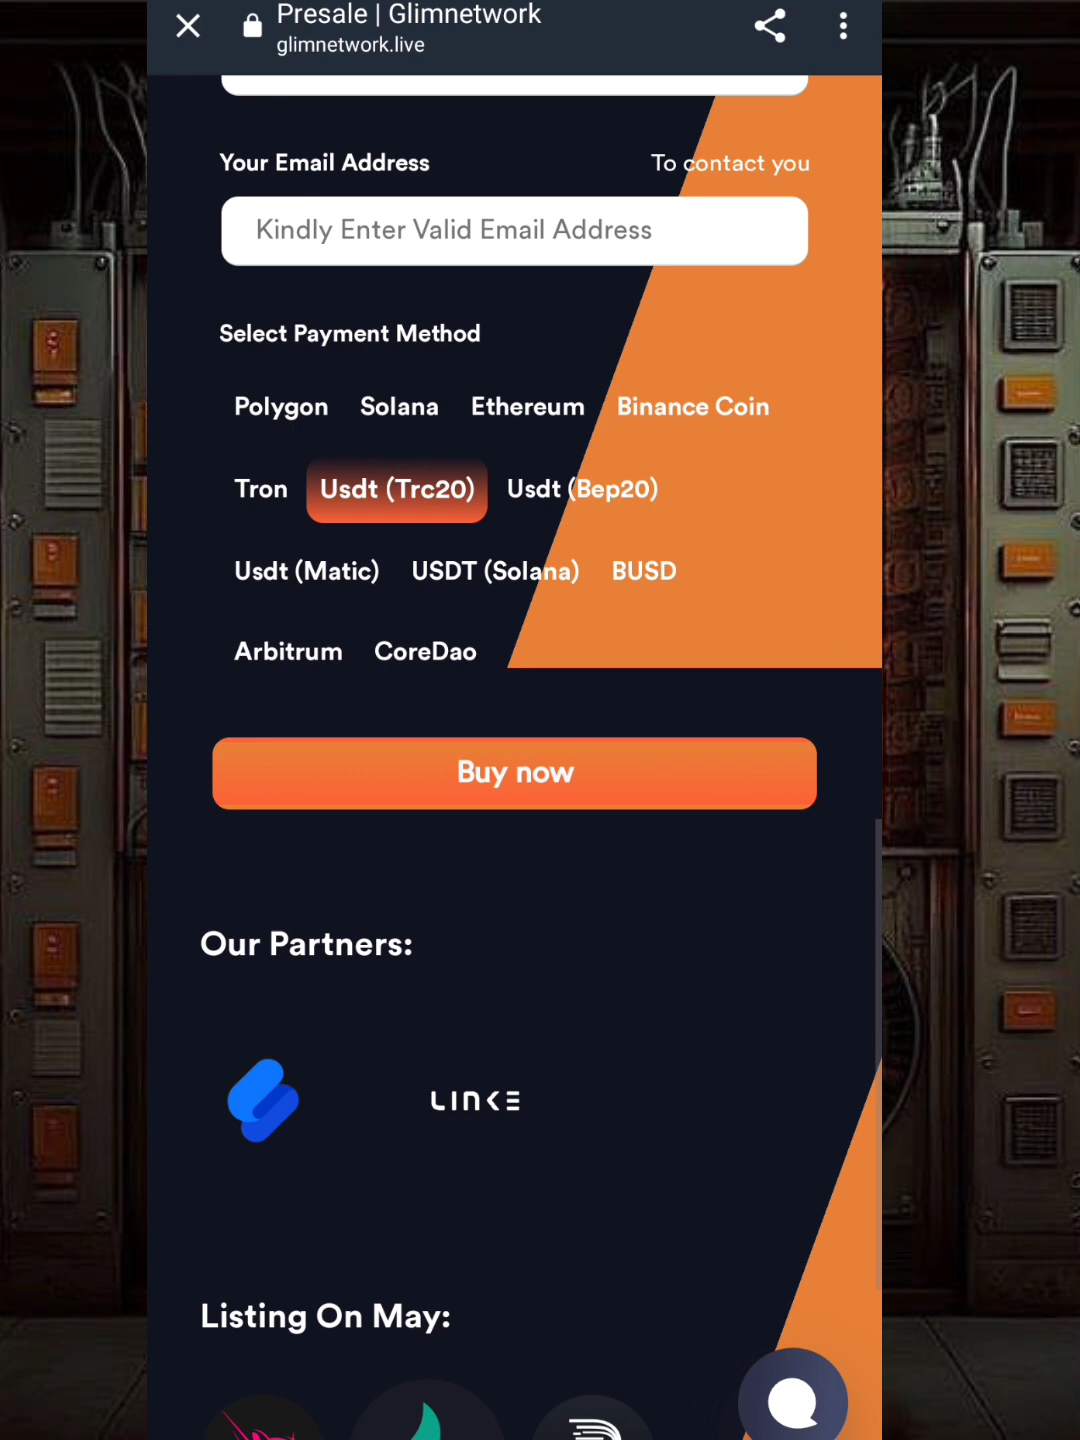 Presale | Glimnetwork
glimnetwork.live
Your Email Address To contact you
Kindly Enter Valid Email Address
Select Payment Method
Polygon Solana Ethereum Binance Coin
Tron Usdt (Trc20) Usdt (Bep20)
Usdt (Matic) USDT (Solana) BUSD
Arbitrum CoreDao
Buy now
Our Partners:
LINKE
Listing On May: